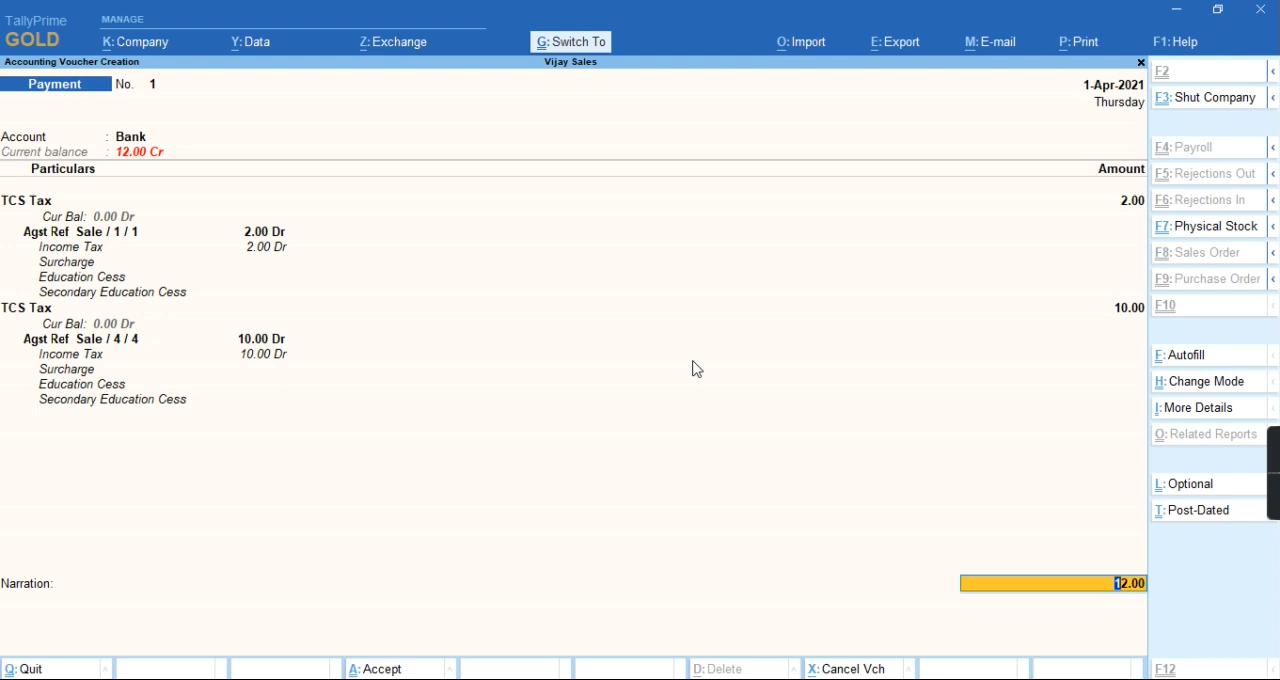 TallyPrime
GOLD
MANAGE
K: Company Y: Data Z: Exchange G: Switch To O: Import E: Export M: E-mail P: Print F1: Help
Accounting Voucher Creation Vijay Sales
Payment No. 1 1-Apr-2021
Thursday
Account : Bank
Current balance : 12.00 Cr
Particulars Amount
TCS Tax 2.00
Cur Bal: 0.00 Dr
Agst Ref Sale / 1 / 1 2.00 Dr
Income Tax 2.00 Dr
Surcharge
Education Cess
Secondary Education Cess
TCS Tax 10.00
Cur Bal: 0.00 Dr
Agst Ref Sale / 4 / 4 10.00 Dr
Income Tax 10.00 Dr
Surcharge
Education Cess
Secondary Education Cess
Narration: 12.00
F2
F3: Shut Company
F4: Payroll
F5: Rejections Out
F6: Rejections In
F7: Physical Stock
F8: Sales Order
F9: Purchase Order
F10
F: Autofill
H: Change Mode
I: More Details
O: Related Reports
L: Optional
T: Post-Dated
Q: Quit A: Accept D: Delete X: Cancel Vch F12